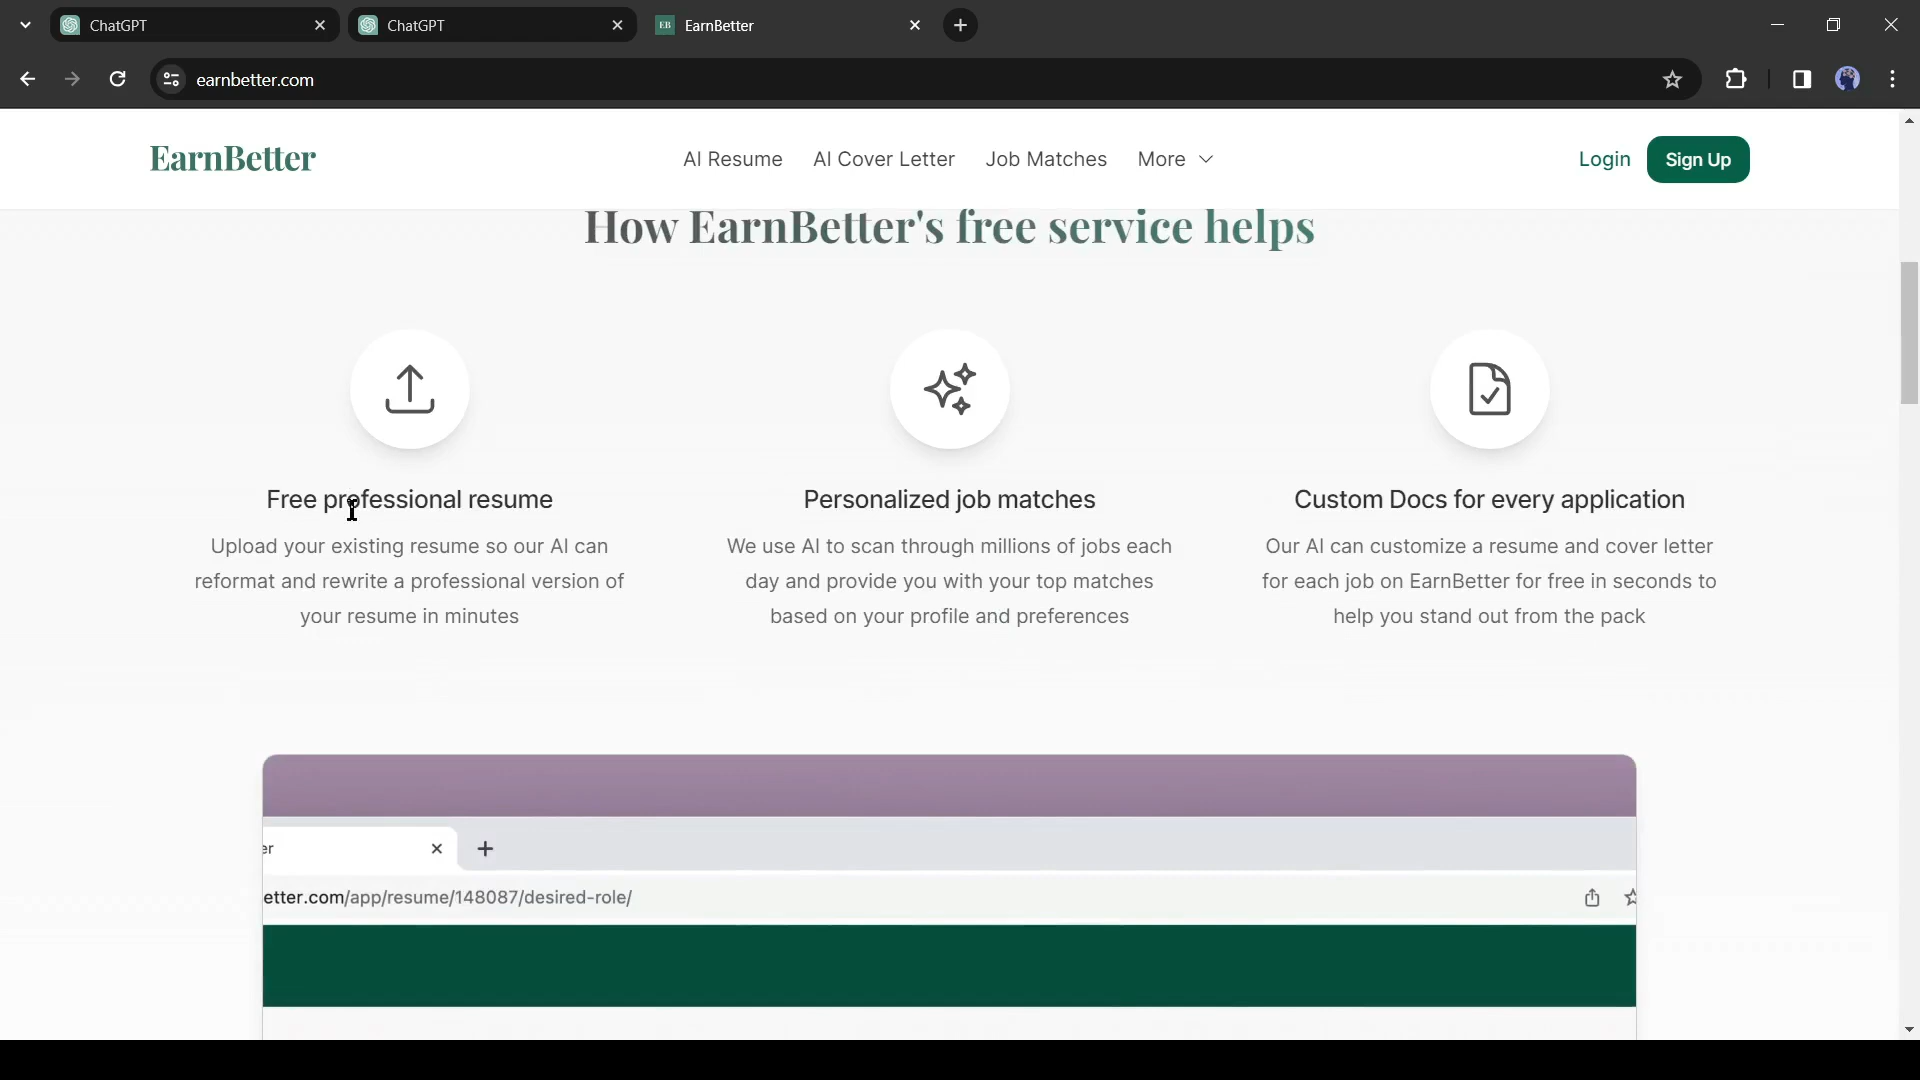 ChatGPT
ChatGPT
EB EarnBetter
earnbetter.com
EarnBetter
AI Resume
AI Cover Letter
Job Matches
More
Login
Sign Up
How EarnBetter's free service helps
Free professional resume
Upload your existing resume so our AI can
reformat and rewrite a professional version of
your resume in minutes
Personalized job matches
We use AI to scan through millions of jobs each
day and provide you with your top matches
based on your profile and preferences
Custom Docs for every application
Our AI can customize a resume and cover letter
for each job on EarnBetter for free in seconds to
help you stand out from the pack
er
etter.com/app/resume/148087/desired-role/